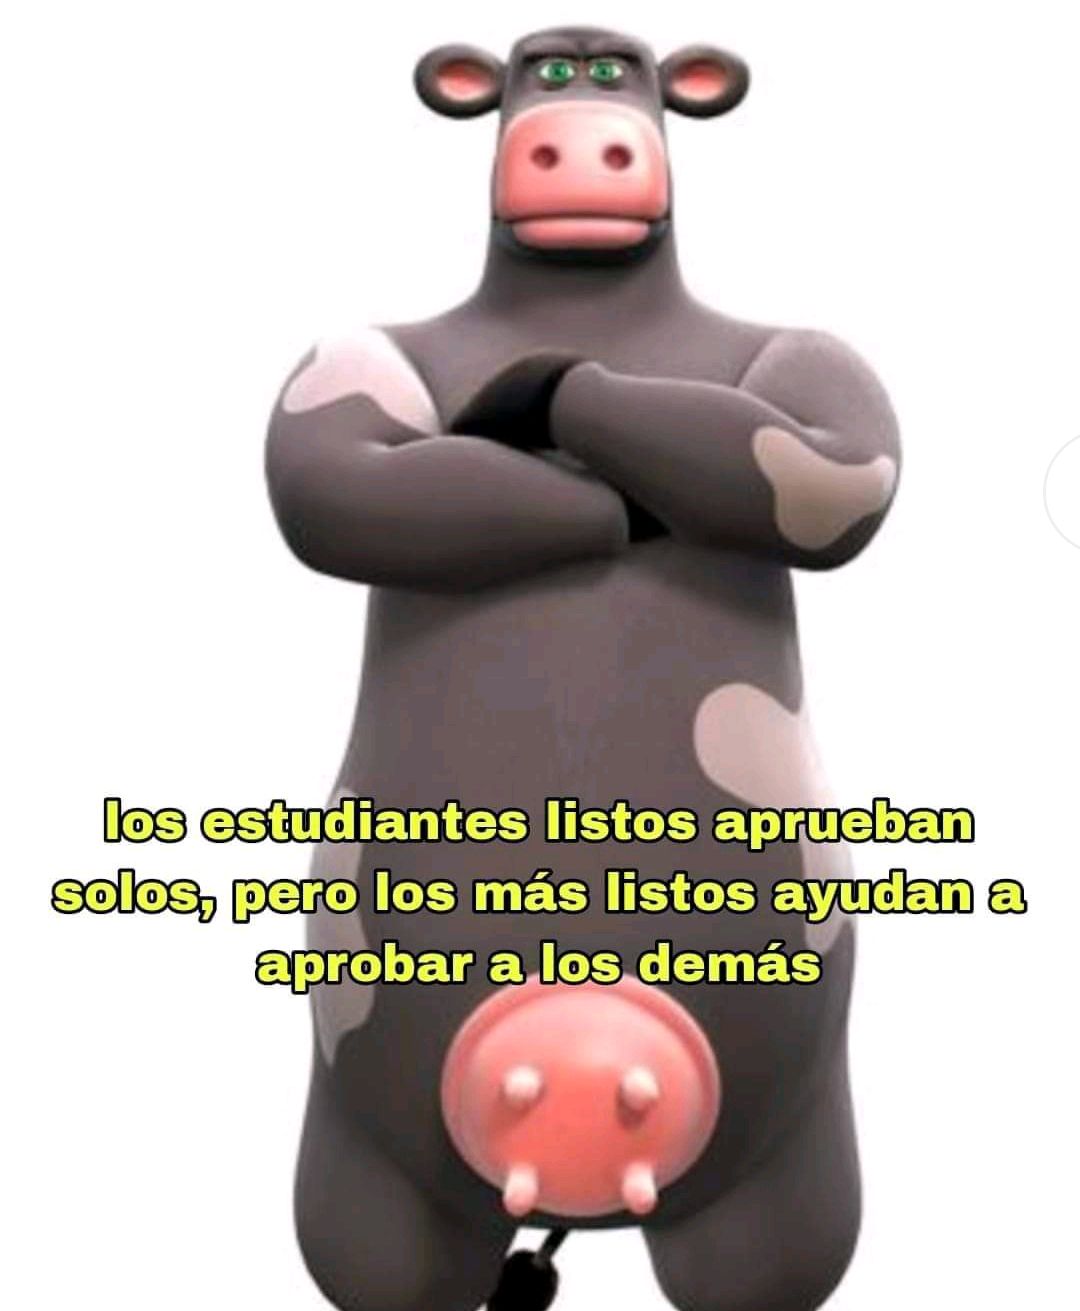 los estudiantes listos aprueban
solos, pero los más listos ayudan a
aprobar a los demás